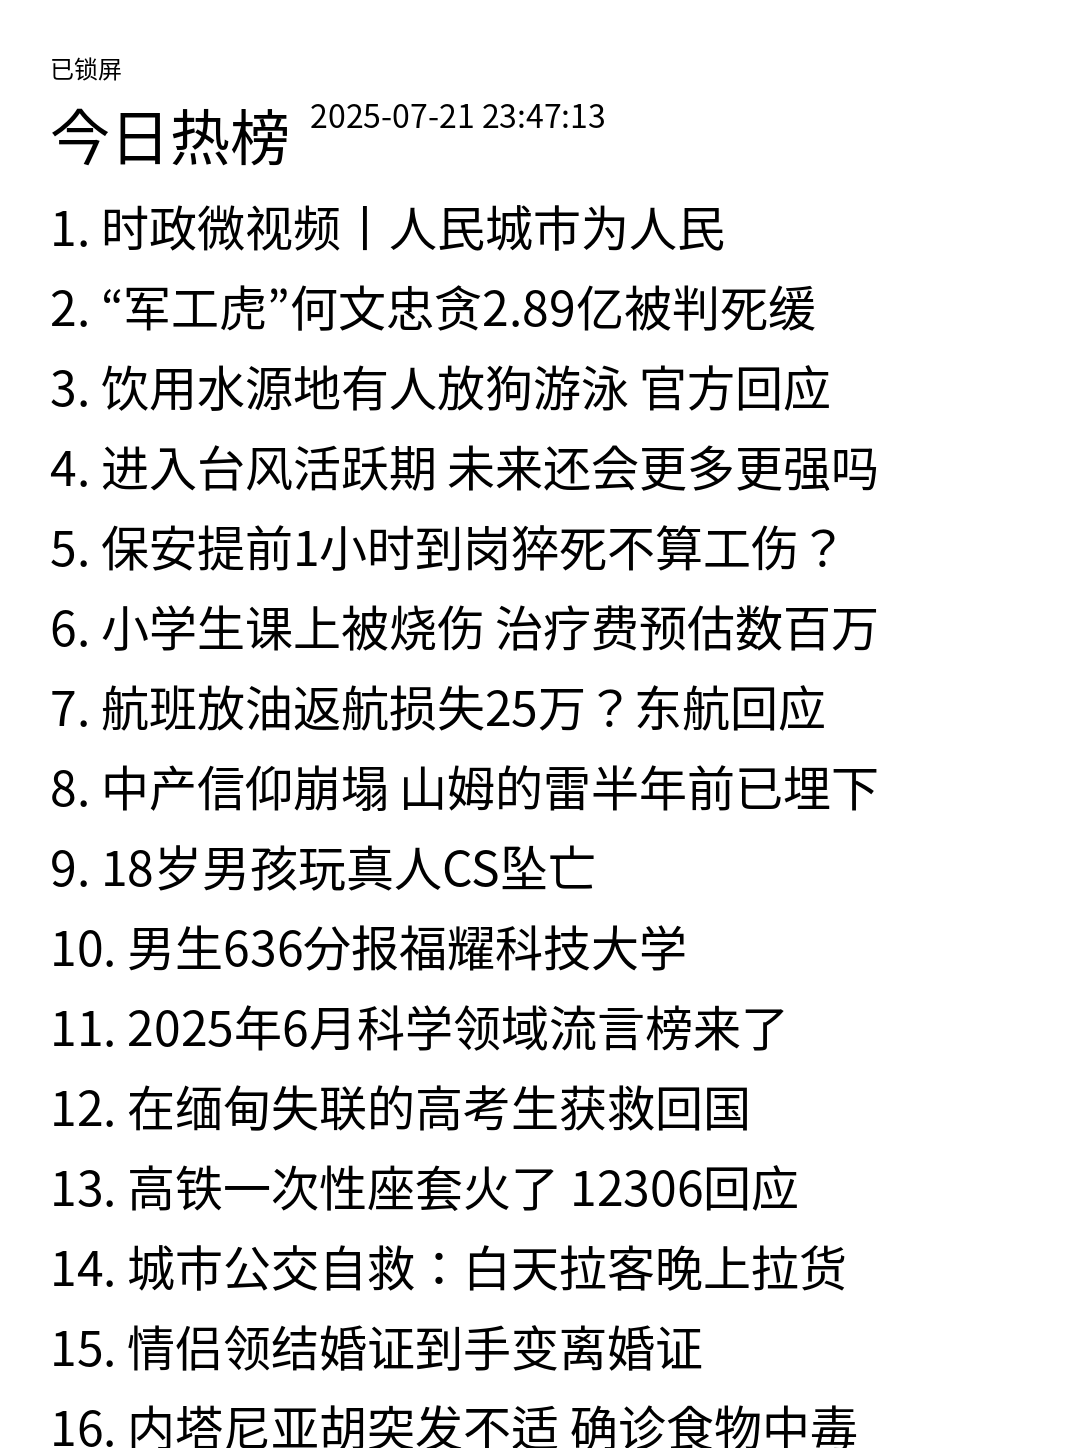 已锁屏
今日热榜 2025-07-21 23:47:13
1. 时政微视频丨人民城市为人民
2. “军工虎”何文忠贪2.89亿被判死缓
3. 饮用水源地有人放狗游泳 官方回应
4. 进入台风活跃期 未来还会更多更强吗
5. 保安提前1小时到岗猝死不算工伤？
6. 小学生课上被烧伤 治疗费预估数百万
7. 航班放油返航损失25万？东航回应
8. 中产信仰崩塌 山姆的雷半年前已埋下
9. 18岁男孩玩真人CS坠亡
10. 男生636分报福耀科技大学
11. 2025年6月科学领域流言榜来了
12. 在缅甸失联的高考生获救回国
13. 高铁一次性座套火了 12306回应
14. 城市公交自救：白天拉客晚上拉货
15. 情侣领结婚证到手变离婚证
16. 内塔尼亚胡突发不适 确诊食物中毒